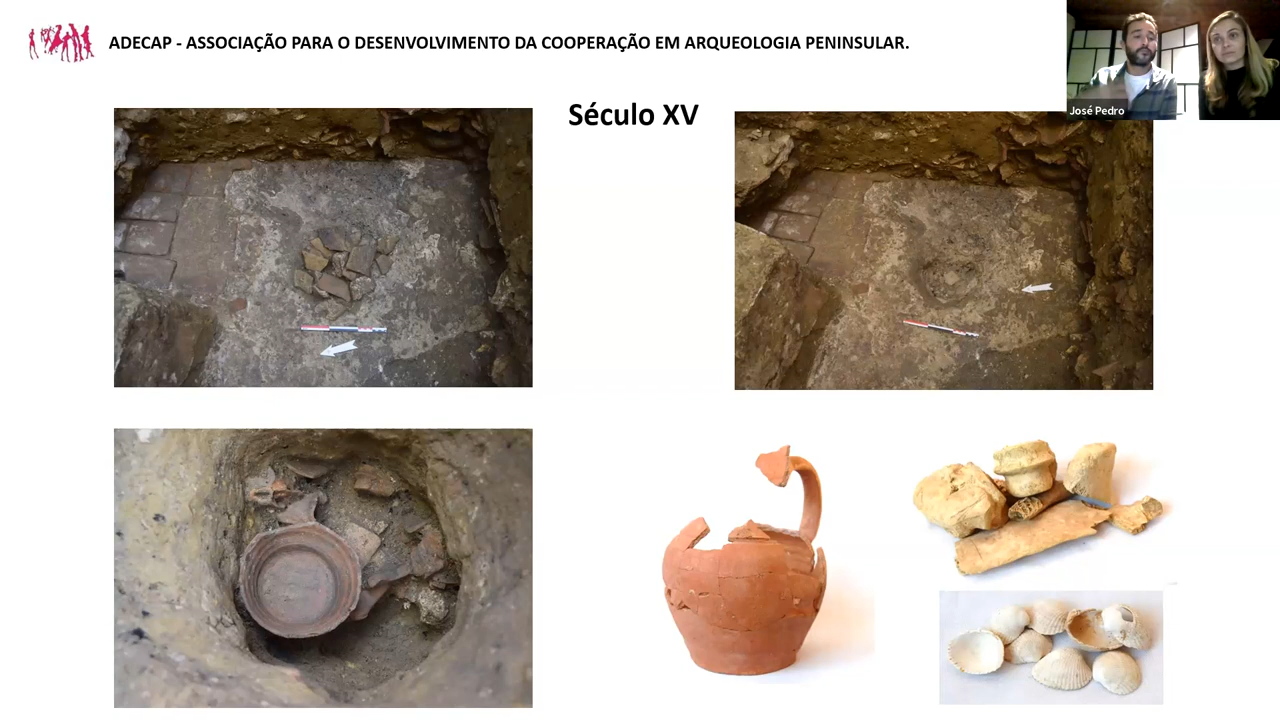 ADECAP - ASSOCIAÇÃO PARA O DESENVOLVIMENTO DA COOPERAÇÃO EM ARQUEOLOGIA PENINSULAR.
José Pedro
Século XV